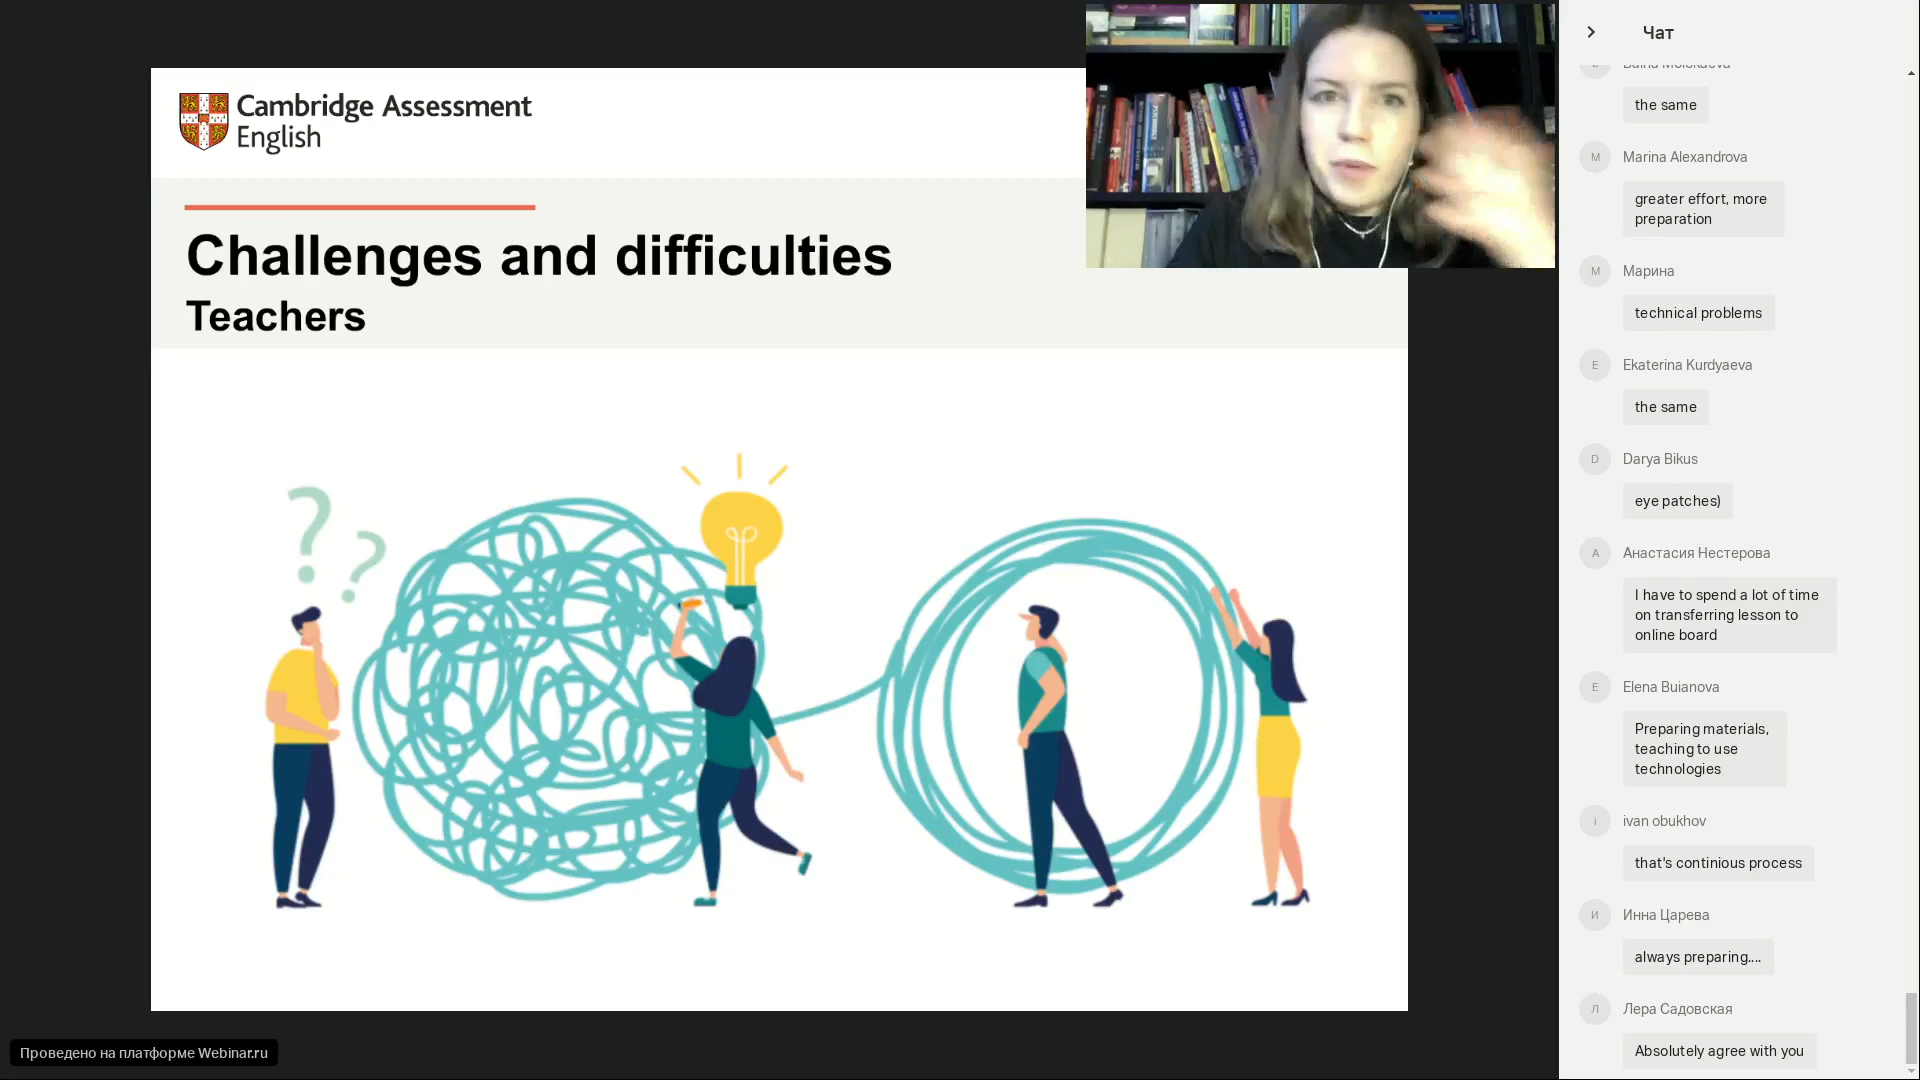 Cambridge Assessment
English
Challenges and difficulties
Teachers
Проведено на платформе Webinar.ru
Чат
the same
M
Marina Alexandrova
greater effort, more
preparation
М
Марина
technical problems
E
Ekaterina Kurdyaeva
the same
D
Darya Bikus
eye patches)
А
Анастасия Нестерова
I have to spend a lot of time
on transferring lesson to
online board
E
Elena Buianova
Preparing materials,
teaching to use
technologies
i
ivan obukhov
that's continious process
И
Инна Царева
always preparing....
Л
Лера Садовская
Absolutely agree with you